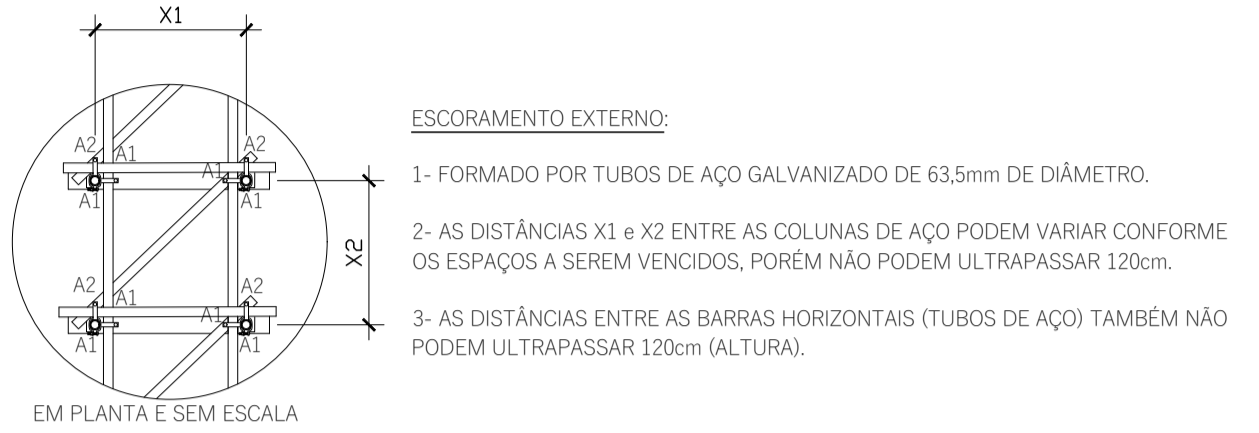 X1
A2
A1
A2
A1
A1
A1
X2
A2
A1
A2
A1
A1
A1
EM PLANTA E SEM ESCALA
ESCORAMENTO EXTERNO:
1- FORMADO POR TUBOS DE AÇO GALVANIZADO DE 63,5mm DE DIÂMETRO.
2- AS DISTÂNCIAS X1 e X2 ENTRE AS COLUNAS DE AÇO PODEM VARIAR CONFORME
OS ESPAÇOS A SEREM VENCIDOS, PORÉM NÃO PODEM ULTRAPASSAR 120cm.
3- AS DISTÂNCIAS ENTRE AS BARRAS HORIZONTAIS (TUBOS DE AÇO) TAMBÉM NÃO
PODEM ULTRAPASSAR 120cm (ALTURA).